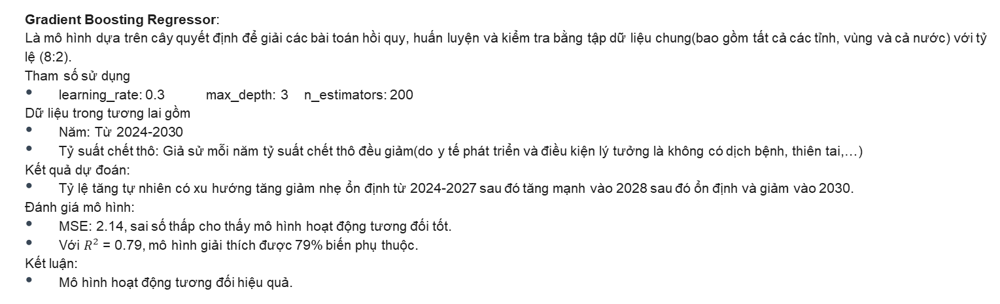 Gradient Boosting Regressor:
Là mô hình dựa trên cây quyết định để giải các bài toán hồi quy, huấn luyện và kiểm tra bằng tập dữ liệu chung(bao gồm tất cả các tỉnh, vùng và cả nước) với tỷ
lệ (8:2).
Tham số sử dụng
• learning_rate: 0.3 max_depth: 3 n_estimators: 200
Dữ liệu trong tương lai gồm
• Năm: Từ 2024-2030
• Tỷ suất chết thô: Giả sử mỗi năm tỷ suất chết thô đều giảm(do y tế phát triển và điều kiện lý tưởng là không có dịch bệnh, thiên tai,…)
Kết quả dự đoán:
• Tỷ lệ tăng tự nhiên có xu hướng tăng giảm nhẹ ổn định từ 2024-2027 sau đó tăng mạnh vào 2028 sau đó ổn định và giảm vào 2030.
Đánh giá mô hình:
• MSE: 2.14, sai số thấp cho thấy mô hình hoạt động tương đối tốt.
• Với R² = 0.79, mô hình giải thích được 79% biến phụ thuộc.
Kết luận:
• Mô hình hoạt động tương đối hiệu quả.